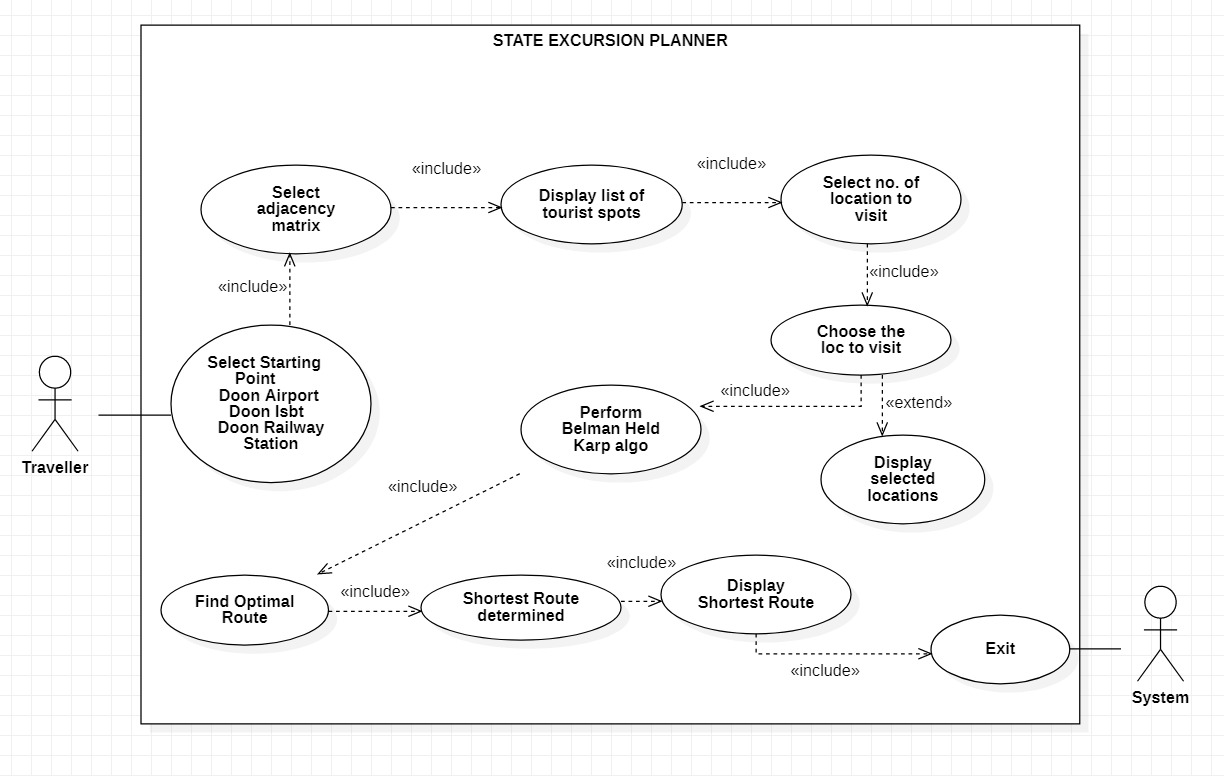 STATE EXCURSION PLANNER
«include»
«include»
Select
adjacency
matrix
Display list of
tourist spots
Select no. of
location to
visit
«include»
«include»
Select Starting
Point
Doon Airport
Doon Isbt
Doon Railway
Station
Choose the
loc to visit
«include»
«extend»
Traveller
Perform
Belman Held
Karp algo
Display
selected
locations
«include»
«include»
«include»
Find Optimal
Route
Shortest Route
determined
Display
Shortest Route
«include»
Exit
System